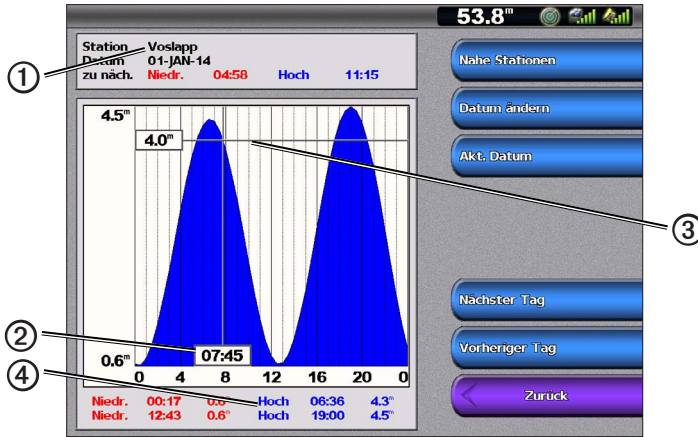 53.8ᵐ
Station Voslapp
Datum 01-JAN-14
zu näch. Niedr. 04:58 Hoch 11:15
1
Nahe Stationen
Datum ändern
Akt. Datum
4.5ᵐ
4.0ᵐ
3
2
07:45
0.6ᵐ
0 4 8 12 16 20 0
4
Niedr. 00:17 0.6ᵐ Hoch 06:36 4.3ᵐ
Niedr. 12:43 0.6ᵐ Hoch 19:00 4.5ᵐ
Nächster Tag
Vorheriger Tag
Zurück